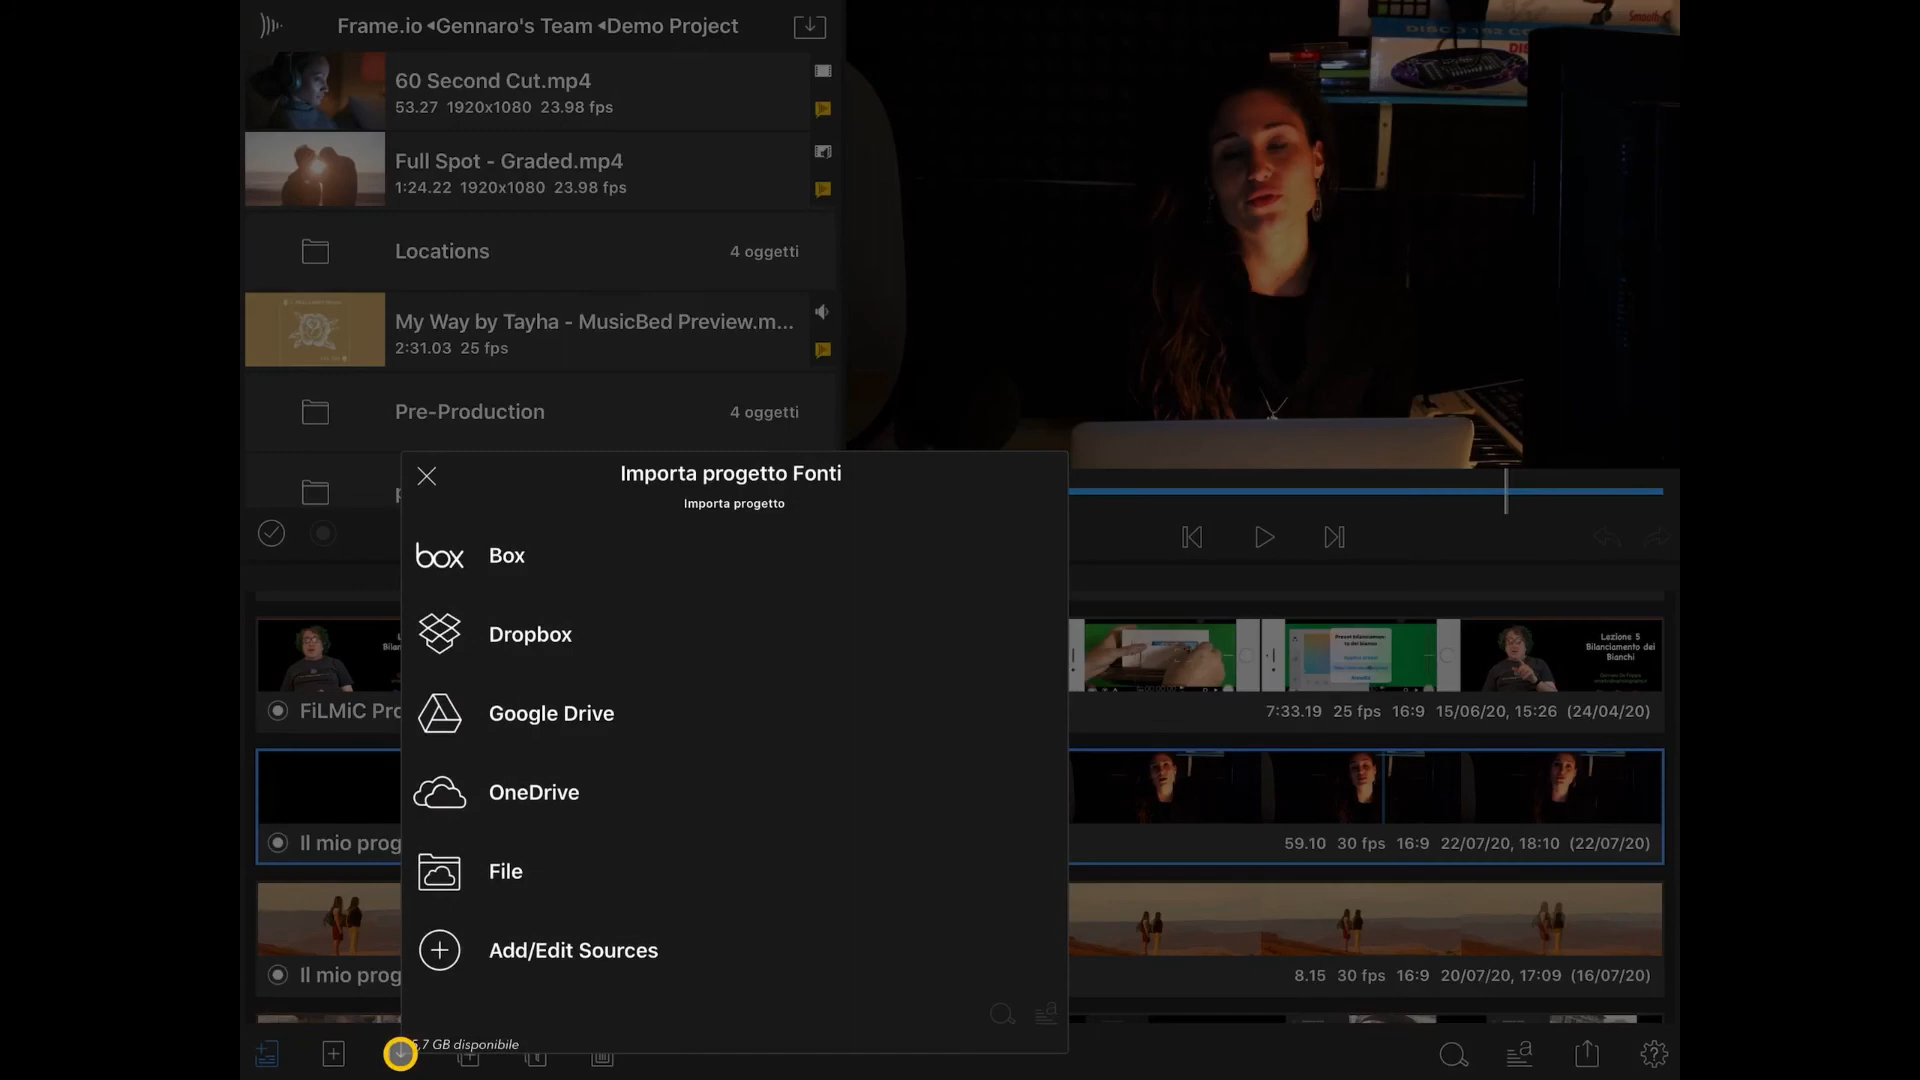 Frame.io ◂Gennaro's Team ◂Demo Project
60 Second Cut.mp4
53.27 1920x1080 23.98 fps
Full Spot - Graded.mp4
1:24.22 1920x1080 23.98 fps
Locations
4 oggetti
My Way by Tayha - MusicBed Preview.m...
2:31.03 25 fps
Pre-Production
4 oggetti
Importa progetto Fonti
Importa progetto
box Box
Dropbox
Google Drive
OneDrive
File
Add/Edit Sources
,7 GB disponibile
Preset bilanciamen-
to dei bianchi
Lezione 5
Bilanciamento dei
Bianchi
FiLMiC Pro
7:33.19 25 fps 16:9 15/06/20, 15:26 (24/04/20)
Il mio prog
59.10 30 fps 16:9 22/07/20, 18:10 (22/07/20)
Il mio prog
8.15 30 fps 16:9 20/07/20, 17:09 (16/07/20)